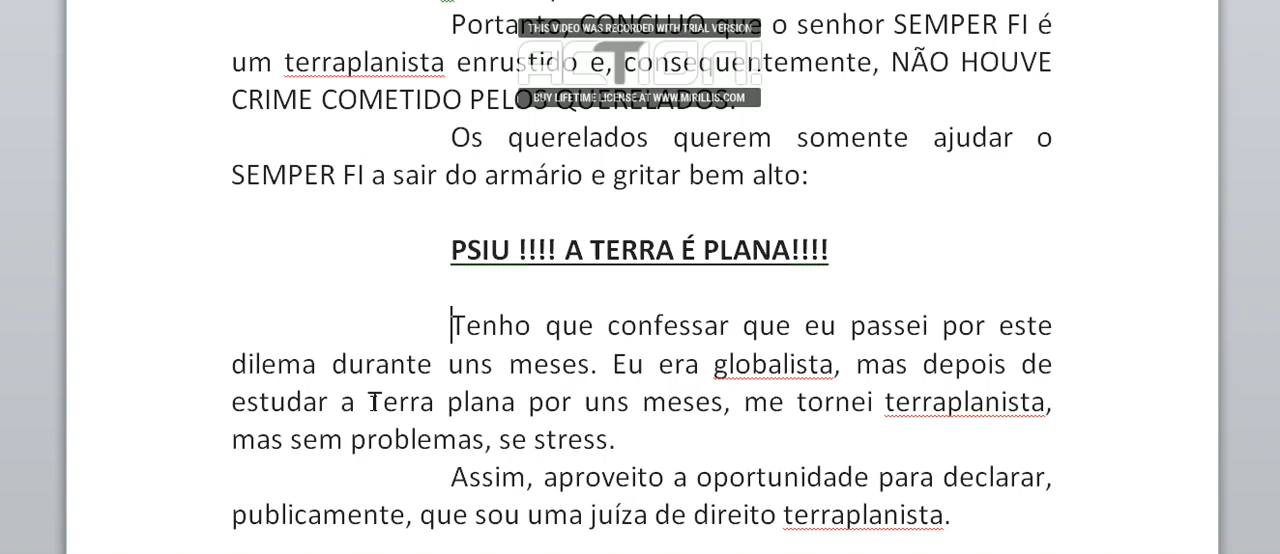 Portanto, CONCLUO que o senhor SEMPER FI é
THIS VIDEO WAS RECORDED WITH TRIAL VERSION
um terraplanista enrustido e, consequentemente, NÃO HOUVE
ACTION!
CRIME COMETIDO PELOS QUERELADOS.
BUY LIFETIME LICENSE AT WWW.MIRILLIS.COM
Os querelados querem somente ajudar o
SEMPER FI a sair do armário e gritar bem alto:
PSIU !!!! A TERRA É PLANA!!!!
Tenho que confessar que eu passei por este
dilema durante uns meses. Eu era globalista, mas depois de
estudar a Terra plana por uns meses, me tornei terraplanista,
mas sem problemas, se stress.
Assim, aproveito a oportunidade para declarar,
publicamente, que sou uma juíza de direito terraplanista.